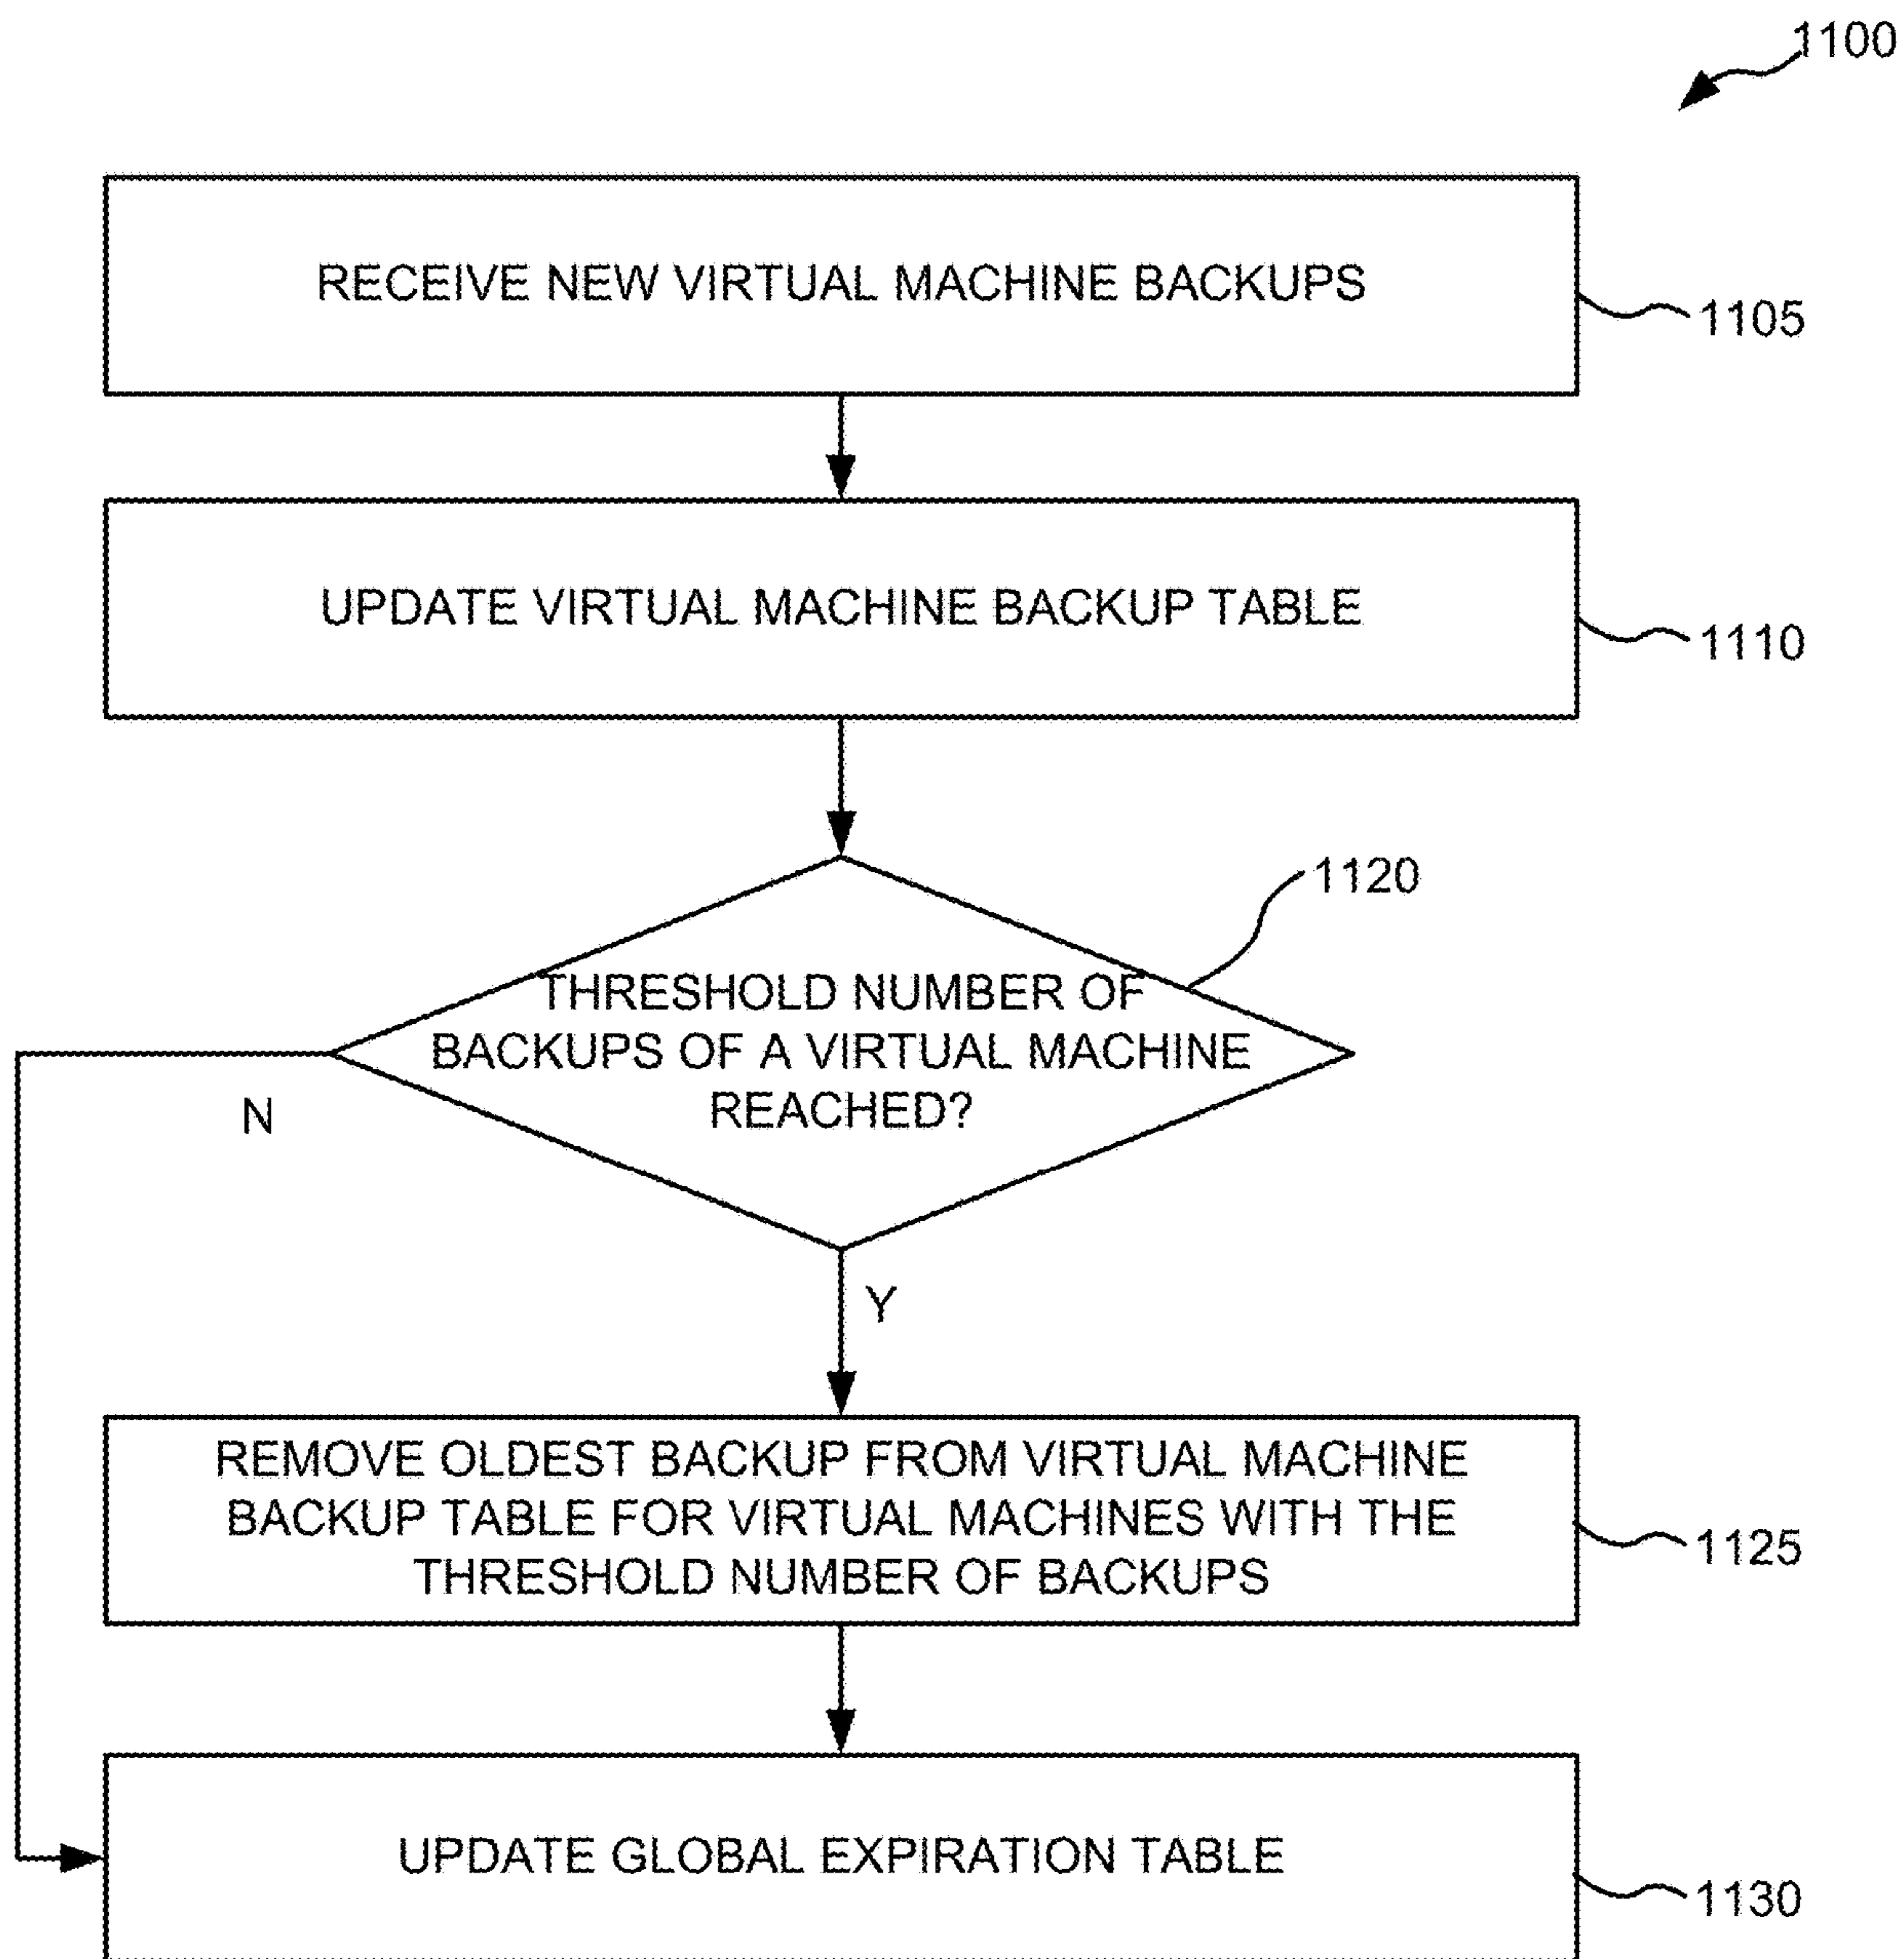 1100
RECEIVE NEW VIRTUAL MACHINE BACKUPS
1105
UPDATE VIRTUAL MACHINE BACKUP TABLE
1110
1120
THRESHOLD NUMBER OF
BACKUPS OF A VIRTUAL MACHINE
REACHED?
N
Y
REMOVE OLDEST BACKUP FROM VIRTUAL MACHINE
BACKUP TABLE FOR VIRTUAL MACHINES WITH THE
THRESHOLD NUMBER OF BACKUPS
1125
UPDATE GLOBAL EXPIRATION TABLE
1130